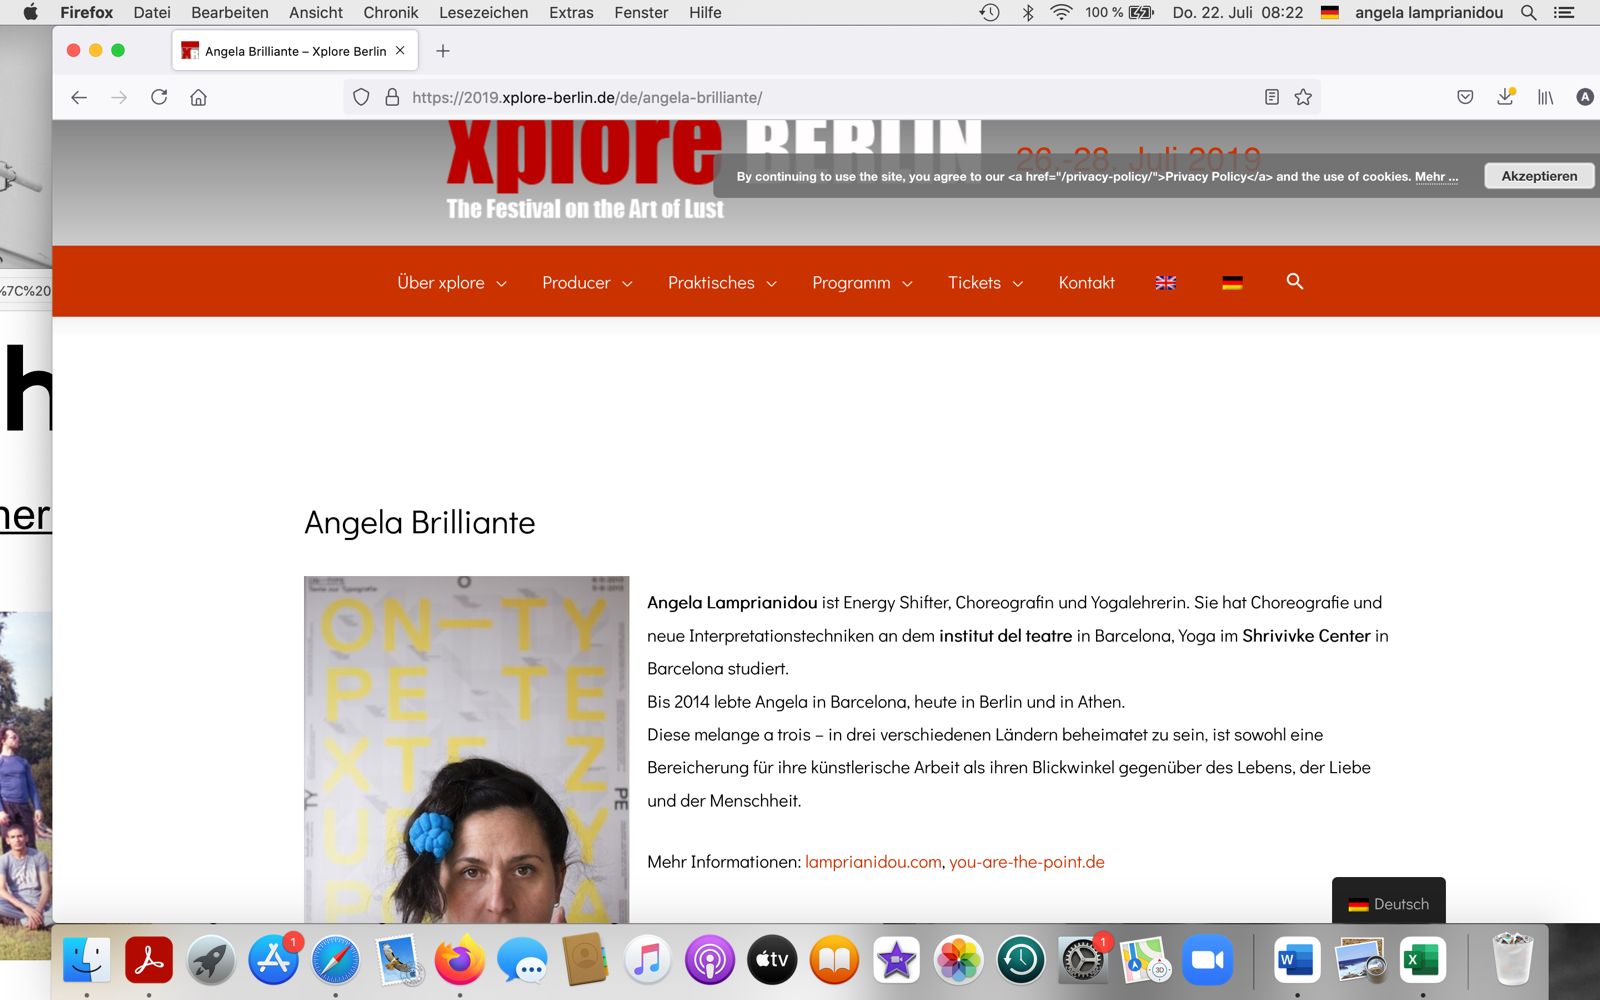 Firefox Datei Bearbeiten Ansicht Chronik Lesezeichen Extras Fenster Hilfe 100 % Do. 22. Juli 08:22 angela lamprianidou
Angela Brilliante – Xplore Berlin
https://2019.xplore-berlin.de/de/angela-brilliante/
xplore BERLIN 26.-28. Juli 2019
By continuing to use the site, you agree to our <a href="/privacy-policy/">Privacy Policy</a> and the use of cookies. Mehr ... Akzeptieren
The Festival on the Art of Lust
Über xplore Producer Praktisches Programm Tickets Kontakt
%7C%20
h
ner
Angela Brilliante
ON—TY
PE TE
XTE Z
Angela Lamprianidou ist Energy Shifter, Choreografin und Yogalehrerin. Sie hat Choreografie und
neue Interpretationstechniken an dem institut del teatre in Barcelona, Yoga im Shrivivke Center in
Barcelona studiert.
Bis 2014 lebte Angela in Barcelona, heute in Berlin und in Athen.
Diese melange a trois – in drei verschiedenen Ländern beheimatet zu sein, ist sowohl eine
Bereicherung für ihre künstlerische Arbeit als ihren Blickwinkel gegenüber des Lebens, der Liebe
und der Menschheit.
Mehr Informationen: lamprianidou.com, you-are-the-point.de
Deutsch
1 tv 1